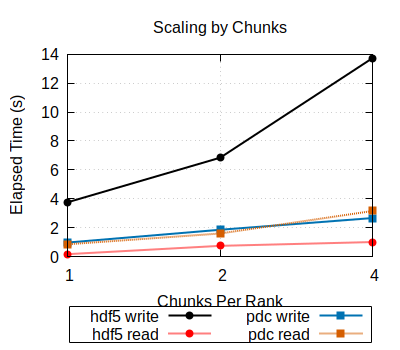 Scaling by Chunks
14
12
10
8
6
4
2
0
Elapsed Time (s)
1 2 4
Chunks Per Rank
hdf5 write pdc write
hdf5 read pdc read